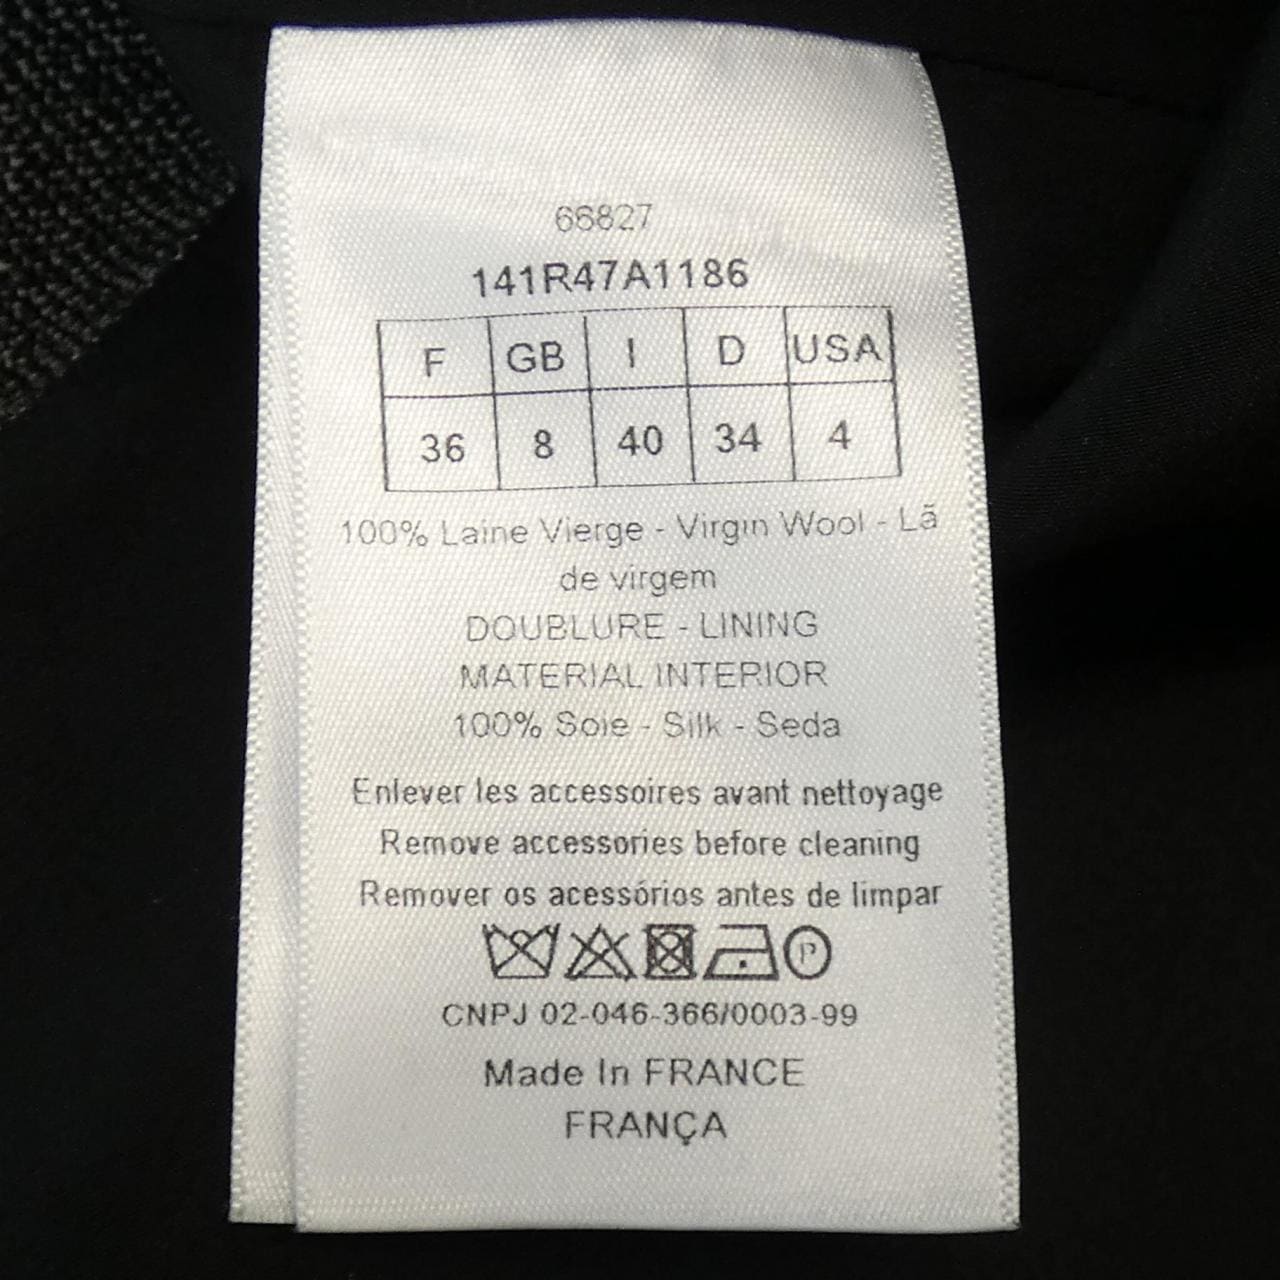 66827
141R47A1186
F GB I D USA
36 8 40 34 4
100% Laine Vierge - Virgin Wool - Lã
de virgem
DOUBLURE - LINING
MATERIAL INTERIOR
100% Soie - Silk - Seda
Enlever les accessoires avant nettoyage
Remove accessories before cleaning
Remover os acessórios antes de limpar
P
CNPJ 02-046-366/0003-99
Made In FRANCE
FRANÇA